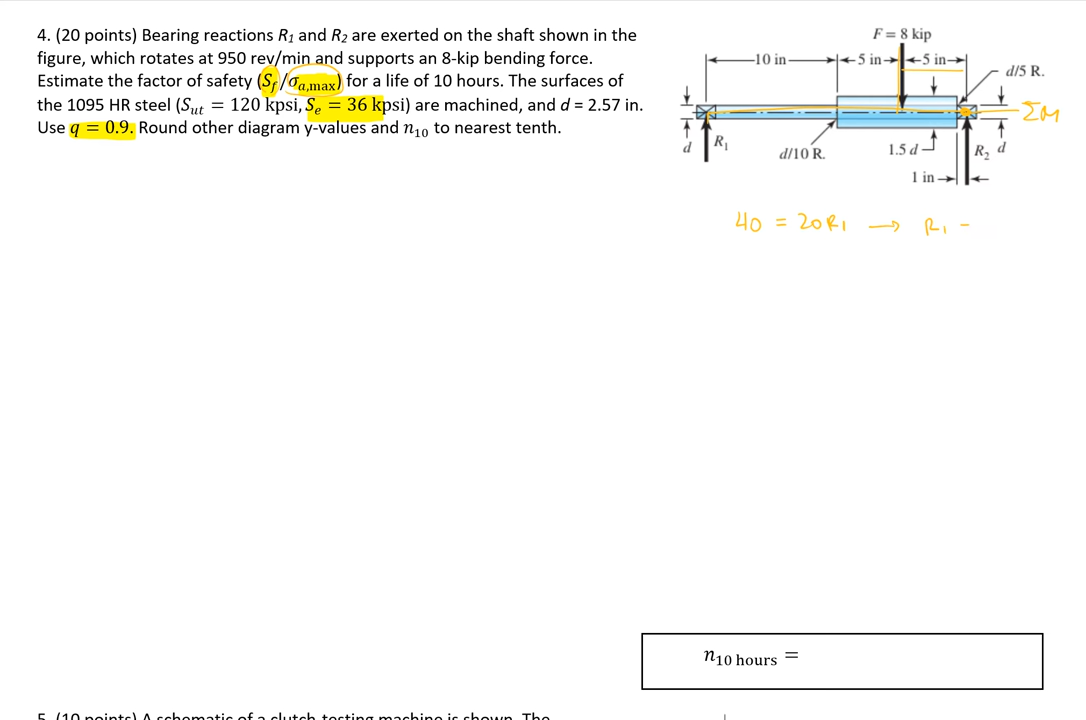 4. (20 points) Bearing reactions R₁ and R₂ are exerted on the shaft shown in the
figure, which rotates at 950 rev/min and supports an 8-kip bending force.
Estimate the factor of safety (S_f/σ_a,max) for a life of 10 hours. The surfaces of
the 1095 HR steel (S_ut = 120 kpsi, S_e = 36 kpsi) are machined, and d = 2.57 in.
Use q = 0.9. Round other diagram y-values and n₁₀ to nearest tenth.
F = 8 kip
10 in
5 in
5 in
d/5 R.
ΣM
d
R₁
d/10 R.
1.5 d
R₂
d
1 in
40 = 20R₁ → R₁ =
n₁₀ hours =